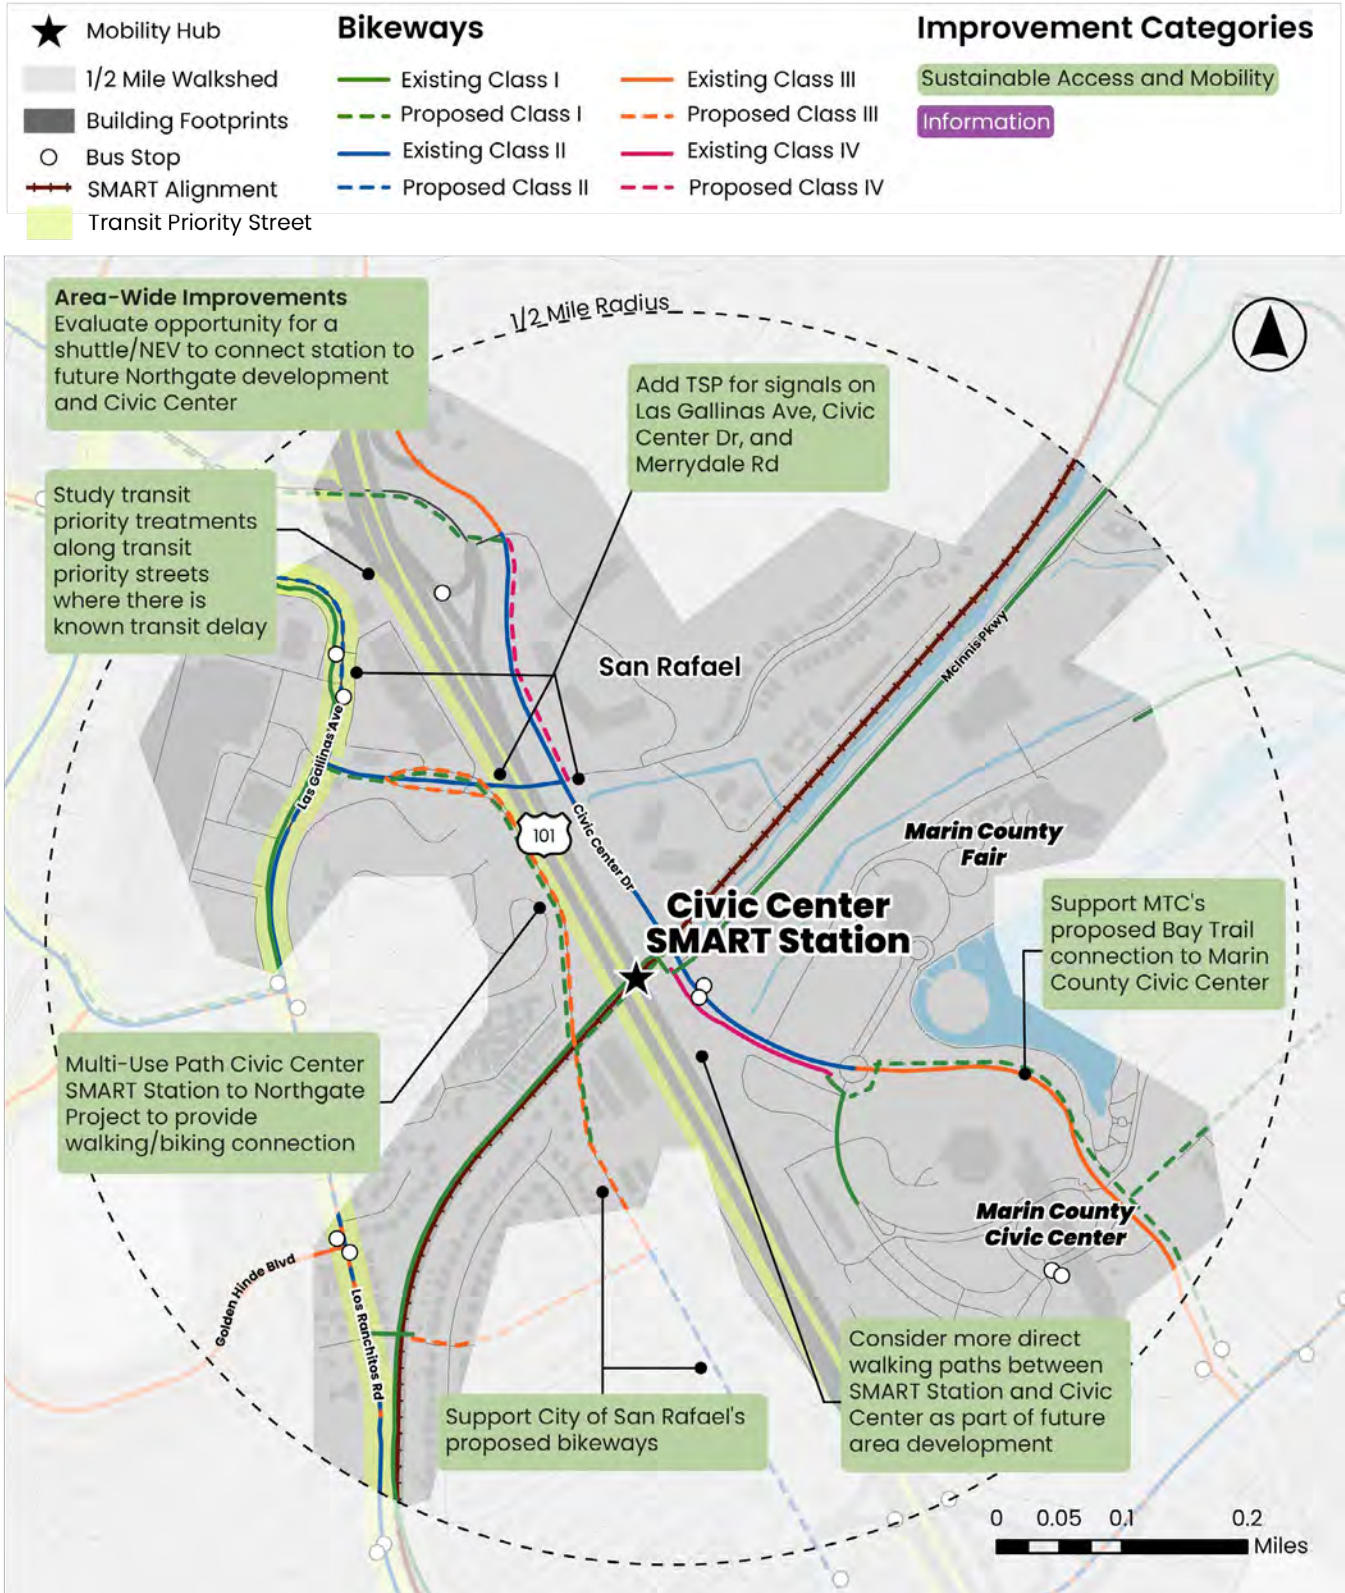 Mobility Hub
1/2 Mile Walkshed
Building Footprints
Bus Stop
SMART Alignment
Transit Priority Street
Bikeways
Existing Class I
Proposed Class I
Existing Class II
Proposed Class II
Existing Class III
Proposed Class III
Existing Class IV
Proposed Class IV
Improvement Categories
Sustainable Access and Mobility
Information
Area-Wide Improvements
Evaluate opportunity for a
shuttle/NEV to connect station to
future Northgate development
and Civic Center
1/2 Mile Radius
Add TSP for signals on
Las Gallinas Ave, Civic
Center Dr, and
Merrydale Rd
Study transit
priority treatments
along transit
priority streets
where there is
known transit delay
San Rafael
McInnis Pkwy
Las Gallinas Ave
101
Civic Center Dr
Marin County
Fair
Civic Center
SMART Station
Support MTC's
proposed Bay Trail
connection to Marin
County Civic Center
Multi-Use Path Civic Center
SMART Station to Northgate
Project to provide
walking/biking connection
Marin County
Civic Center
Golden Hinde Blvd
Los Ranchitos Rd
Consider more direct
walking paths between
SMART Station and Civic
Center as part of future
area development
Support City of San Rafael's
proposed bikeways
0 0.05 0.1 0.2
Miles